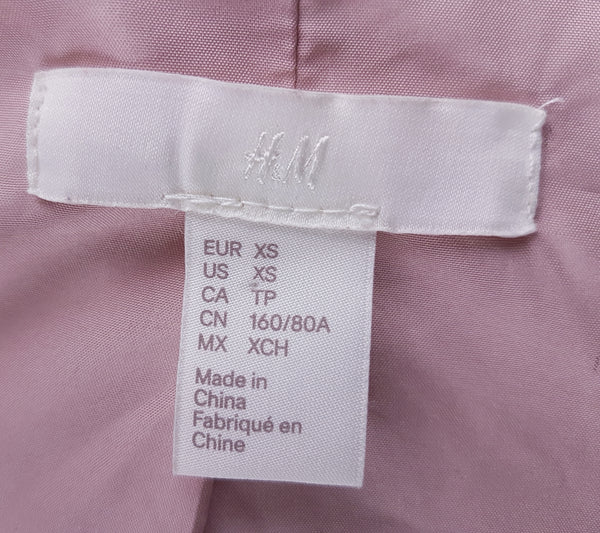 H&M
EUR XS
US XS
CA TP
CN 160/80A
MX XCH
Made in
China
Fabriqué en
Chine